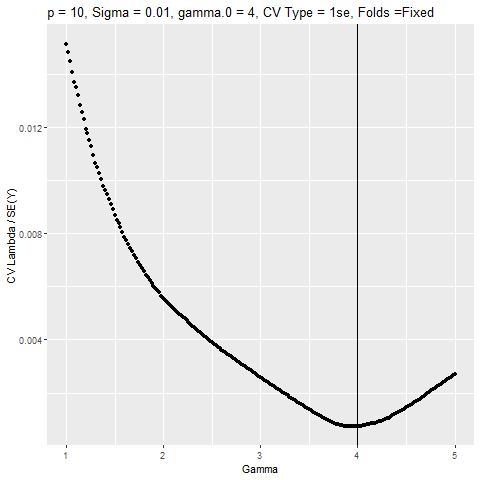 p = 10, Sigma = 0.01, gamma.0 = 4, CV Type = 1se, Folds =Fixed
CV Lambda / SE(Y)
0.012
0.008
0.004
1
2
3
4
5
Gamma